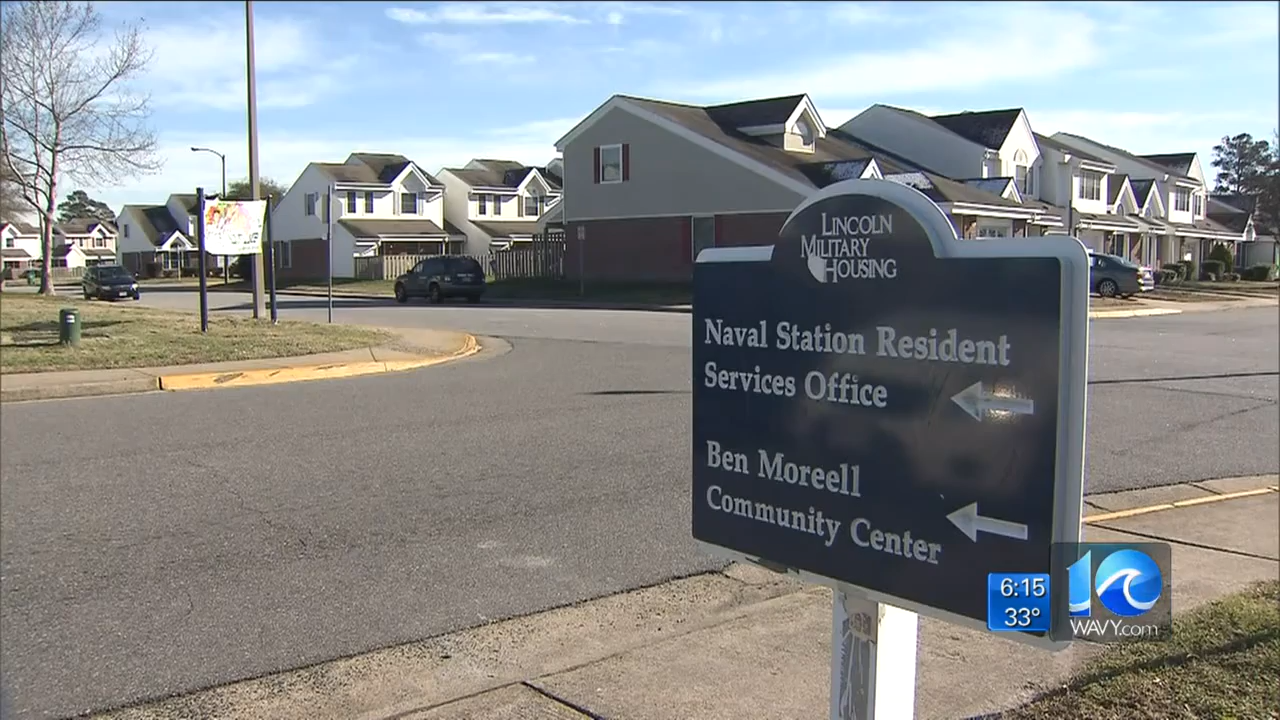 LINCOLN
MILITARY
HOUSING
Naval Station Resident
Services Office
Ben Moreell
Community Center
6:15
33°
10
WAVY.com